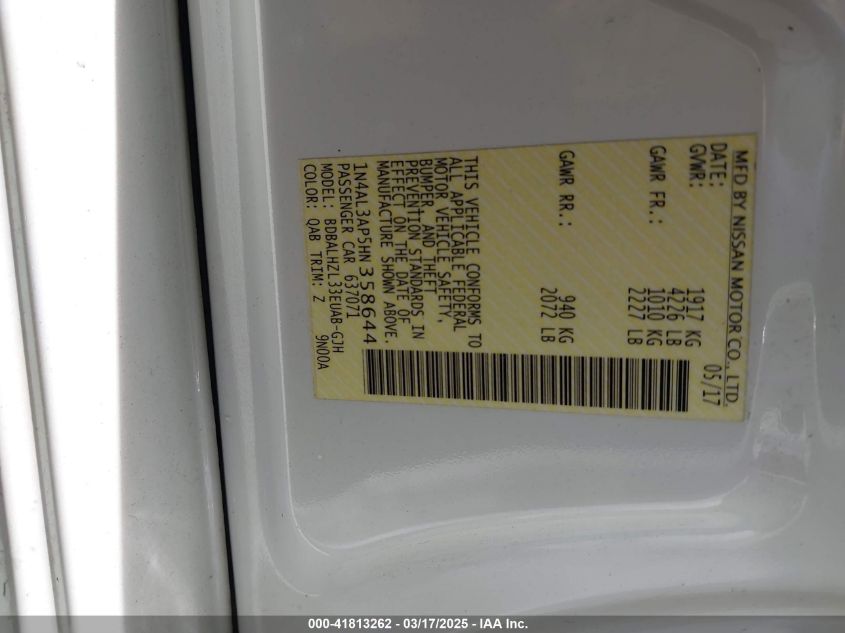 MFD BY NISSAN MOTOR CO., LTD.
DATE: 05/17
GVWR: 1917 KG
4226 LB
GAWR FR.: 1010 KG
2227 LB
GAWR RR.: 940 KG
2072 LB
THIS VEHICLE CONFORMS TO
ALL APPLICABLE FEDERAL
MOTOR VEHICLE SAFETY,
BUMPER, AND THEFT
PREVENTION STANDARDS IN
EFFECT ON THE DATE OF
MANUFACTURE SHOWN ABOVE.
1N4AL3AP5HN358644
PASSENGER CAR 637071
MODEL: BDBALHZL33EUAB-GJH
COLOR: QAB TRIM: Z 9N00A
000-41813262 - 03/17/2025 - IAA Inc.